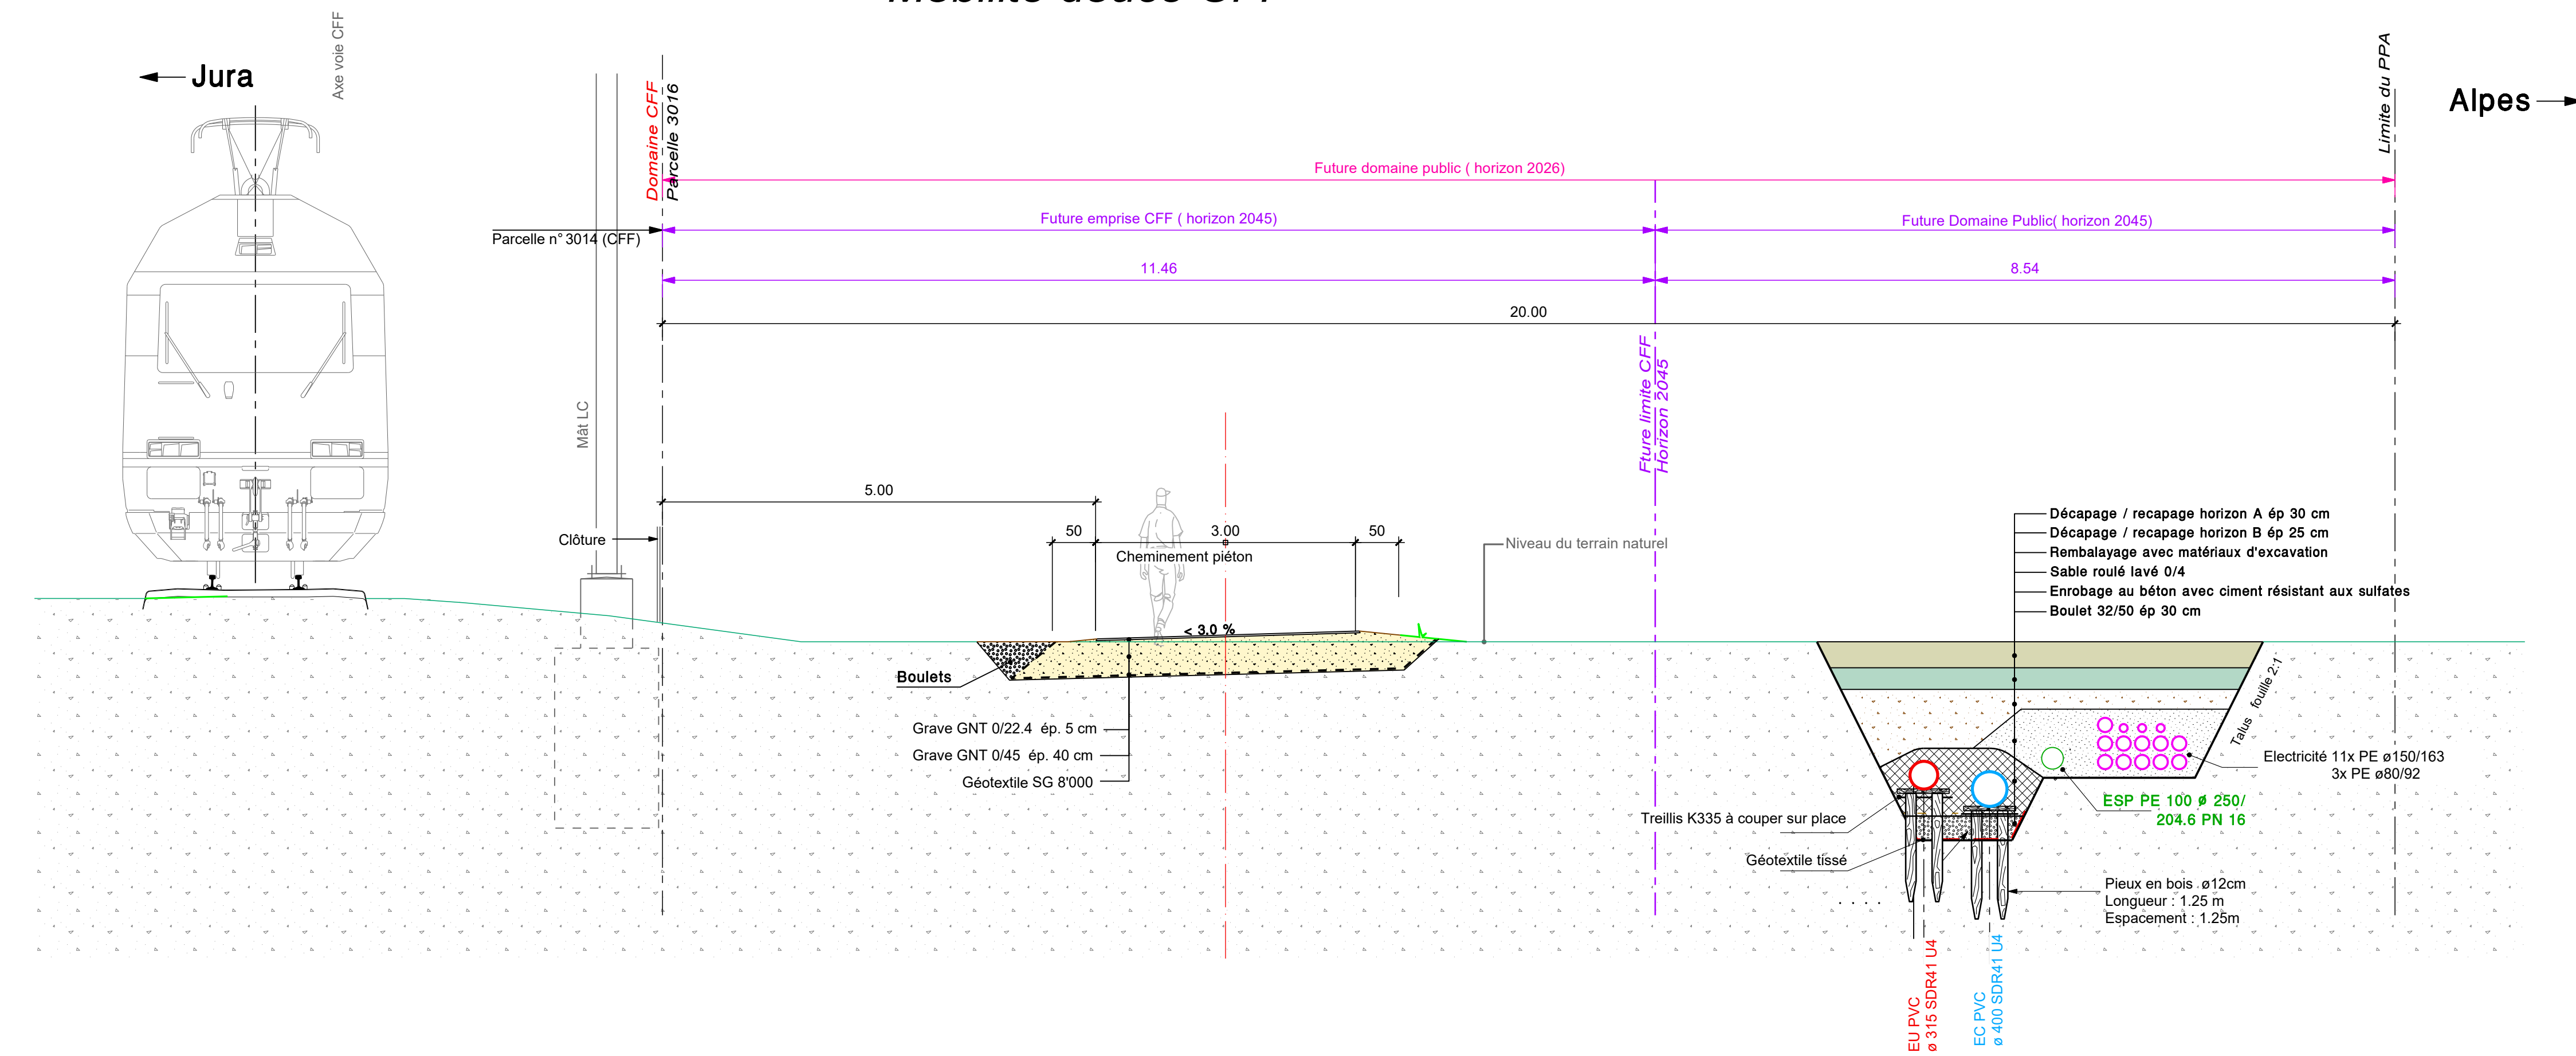 Mobilité douce CFF
Axe voie CFF
Jura
Domaine CFF
Parcelle 3016
Limite du PPA
Alpes
Future domaine public ( horizon 2026)
Future emprise CFF ( horizon 2045)
Future Domaine Public( horizon 2045)
Parcelle n° 3014 (CFF)
11.46
8.54
20.00
Fture limite CFF
Horizon 2045
Mât LC
5.00
50
3.00
50
Cheminement piéton
Clôture
Niveau du terrain naturel
< 3.0 %
Boulets
Grave GNT 0/22.4 ép. 5 cm
Grave GNT 0/45 ép. 40 cm
Géotextile SG 8'000
Décapage / recapage horizon A ép 30 cm
Décapage / recapage horizon B ép 25 cm
Rembalayage avec matériaux d'excavation
Sable roulé lavé 0/4
Enrobage au béton avec ciment résistant aux sulfates
Boulet 32/50 ép 30 cm
Talus fouille 2:1
Electricité 11x PE ø150/163
3x PE ø80/92
ESP PE 100 ø 250/
204.6 PN 16
Treillis K335 à couper sur place
Géotextile tissé
Pieux en bois ø12cm
Longueur : 1.25 m
Espacement : 1.25m
EU PVC
ø 315 SDR41 U4
EC PVC
ø 400 SDR41 U4